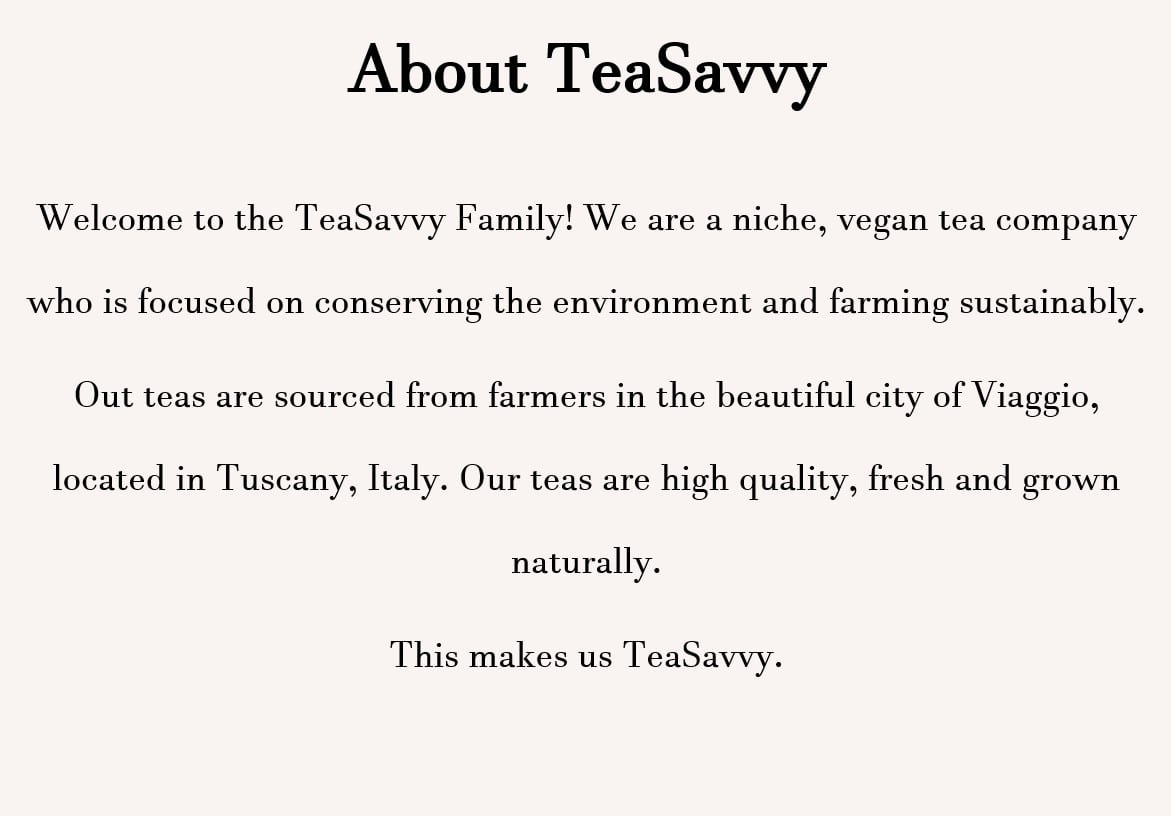 About TeaSavvy
Welcome to the TeaSavvy Family! We are a niche, vegan tea company
who is focused on conserving the environment and farming sustainably.
Out teas are sourced from farmers in the beautiful city of Viaggio,
located in Tuscany, Italy. Our teas are high quality, fresh and grown
naturally.
This makes us TeaSavvy.